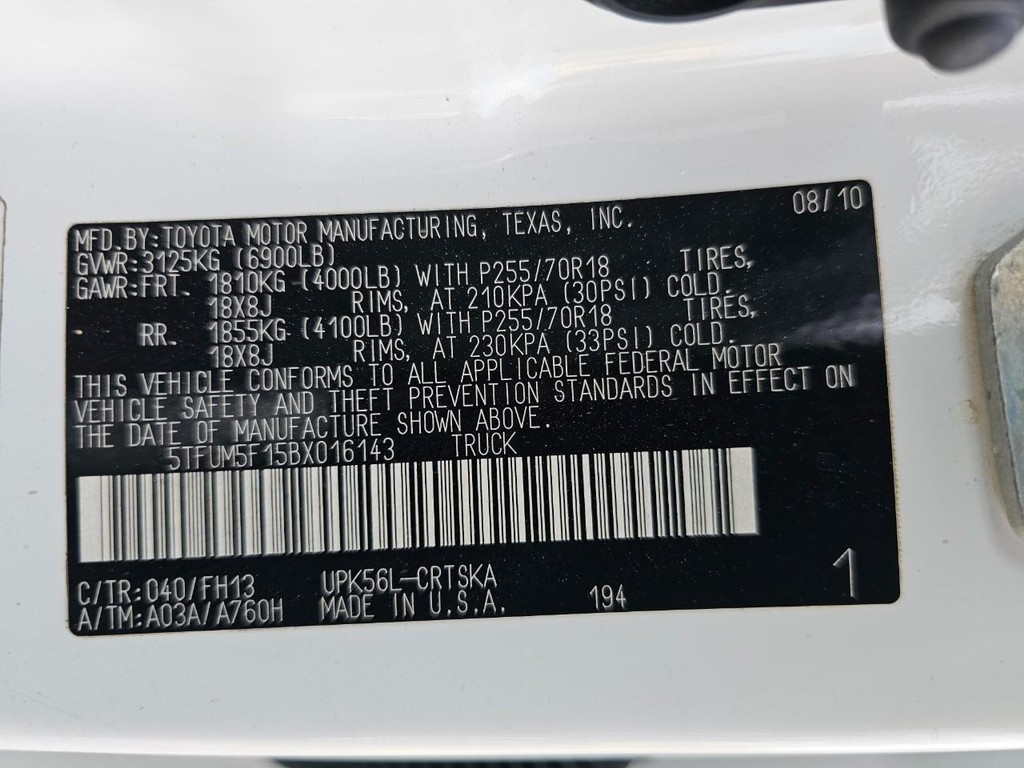 08/10
MFD.BY:TOYOTA MOTOR MANUFACTURING, TEXAS, INC.
GVWR:3125KG (6900LB)
GAWR:FRT. 1810KG (4000LB) WITH P255/70R18 TIRES,
18X8J RIMS, AT 210KPA (30PSI) COLD.
RR. 1855KG (4100LB) WITH P255/70R18 TIRES,
18X8J RIMS, AT 230KPA (33PSI) COLD.
THIS VEHICLE CONFORMS TO ALL APPLICABLE FEDERAL MOTOR
VEHICLE SAFETY AND THEFT PREVENTION STANDARDS IN EFFECT ON
THE DATE OF MANUFACTURE SHOWN ABOVE.
5TFUM5F15BX016143 TRUCK
C/TR:040/FH13 UPK56L-CRTSKA
A/TM:A03A/A760H MADE IN U.S.A. 194
1